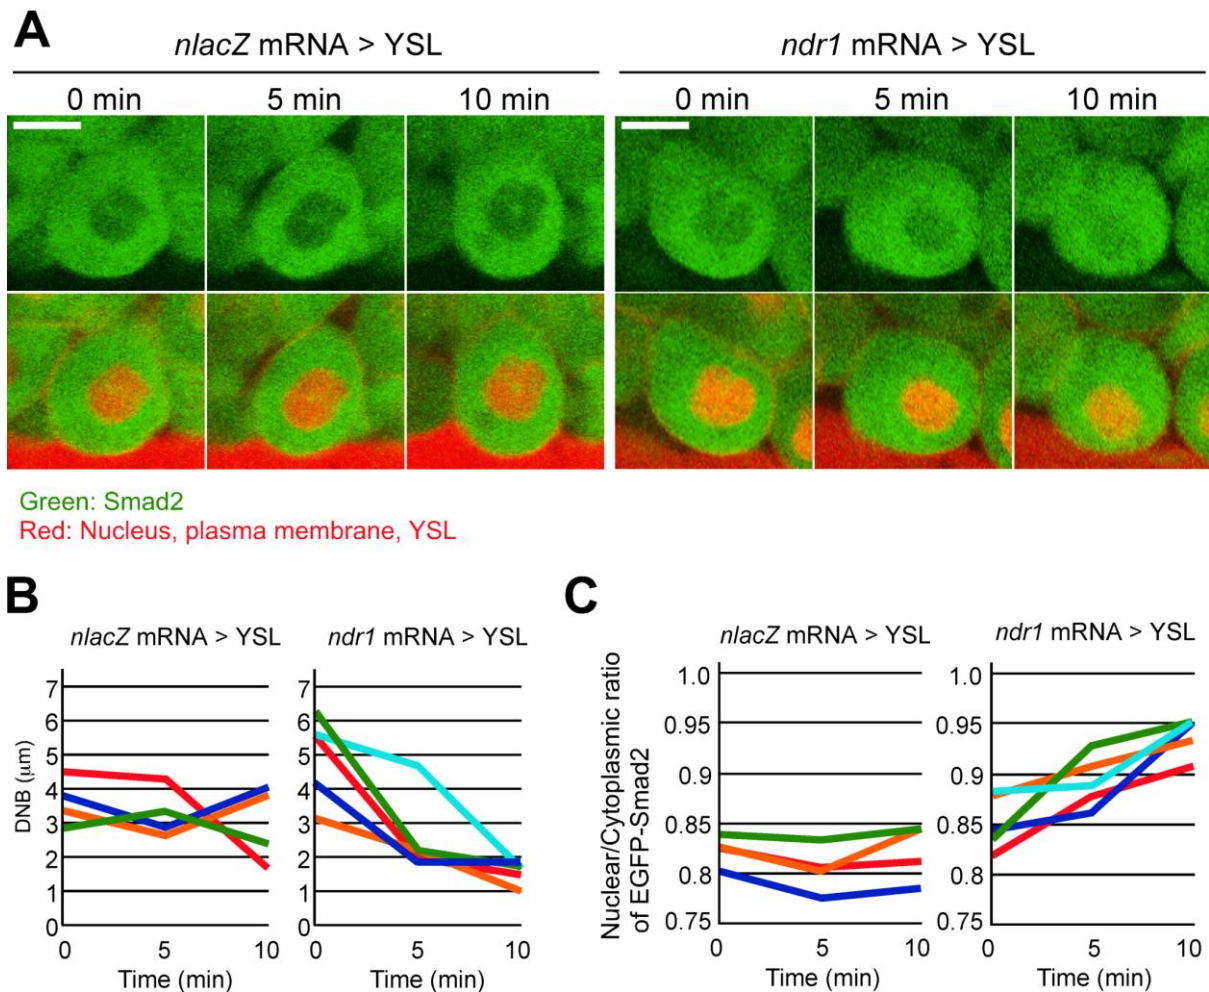 A
nlacZ mRNA > YSL
ndr1 mRNA > YSL
0 min 5 min 10 min 0 min 5 min 10 min
Green: Smad2
Red: Nucleus, plasma membrane, YSL
B
nlacZ mRNA > YSL
ndr1 mRNA > YSL
DNB (μm)
7
6
5
4
3
2
1
0
0 5 10
Time (min)
7
6
5
4
3
2
1
0
0 5 10
Time (min)
C
nlacZ mRNA > YSL
ndr1 mRNA > YSL
Nuclear/Cytoplasmic ratio
of EGFP-Smad2
1.0
0.95
0.9
0.85
0.8
0.75
0 5 10
Time (min)
1.0
0.95
0.9
0.85
0.8
0.75
0 5 10
Time (min)